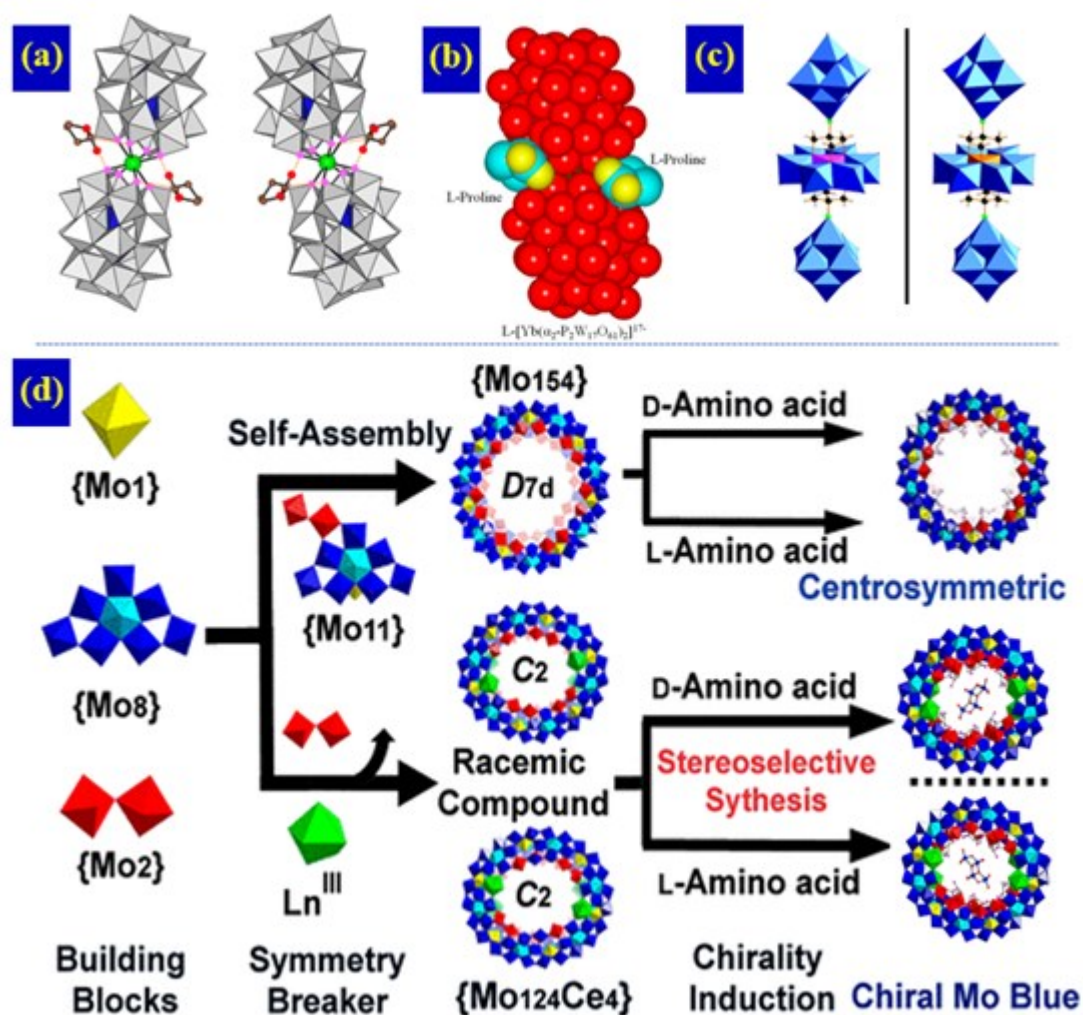 (a)
(b)
(c)
L-Proline
L-Proline
L-[Yb(α₂-P₂W₁₇O₆₁)₂]¹⁷⁻
(d)
{Mo1}
{Mo8}
{Mo2}
Building
Blocks
Self-Assembly
{Mo11}
LnIII
Symmetry
Breaker
{Mo154}
D7d
C2
Racemic
Compound
C2
{Mo124Ce4}
D-Amino acid
L-Amino acid
Centrosymmetric
D-Amino acid
Stereoselective
Sythesis
L-Amino acid
Chirality
Induction
Chiral Mo Blue